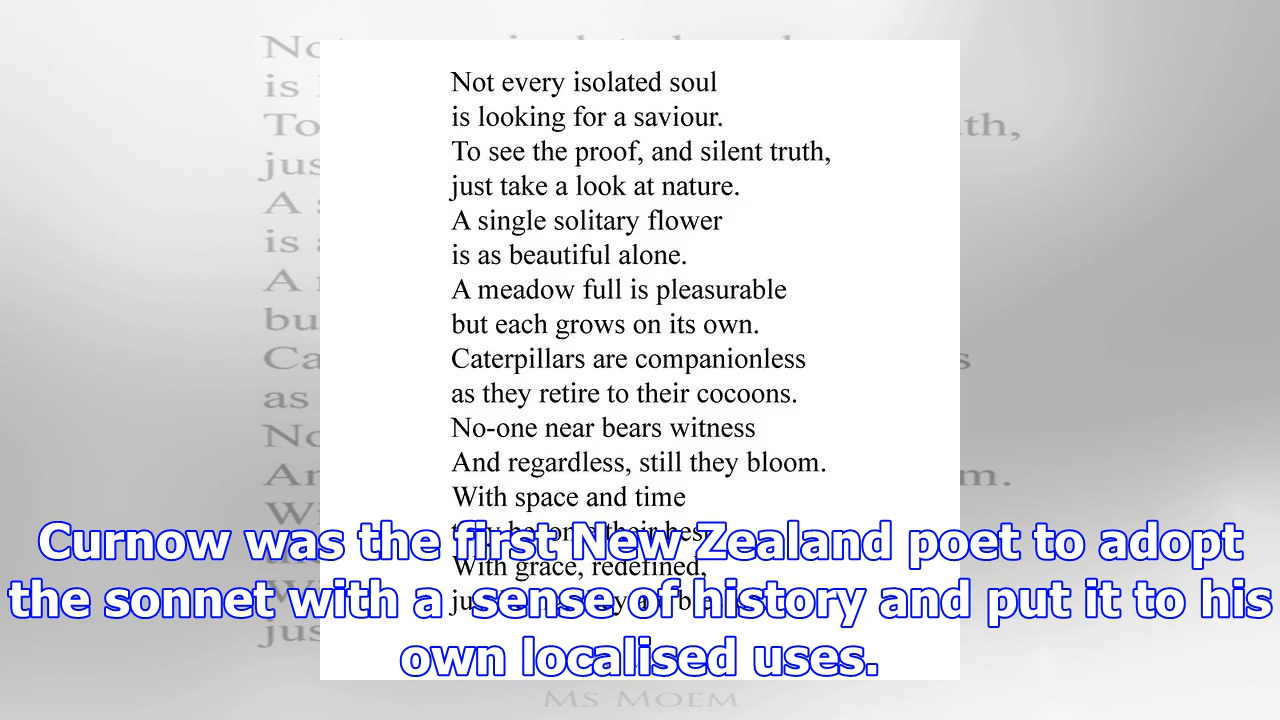 Not every isolated soul
is looking for a saviour.
To see the proof, and silent truth,
just take a look at nature.
A single solitary flower
is as beautiful alone.
A meadow full is pleasurable
but each grows on its own.
Caterpillars are companionless
as they retire to their cocoons.
No-one near bears witness
And regardless, still they bloom.
With space and time
their
With grace, redefined,
Curnow was the first New Zealand poet to adopt
the sonnet with a sense of history and put it to his
own localised uses.
Ms Moem